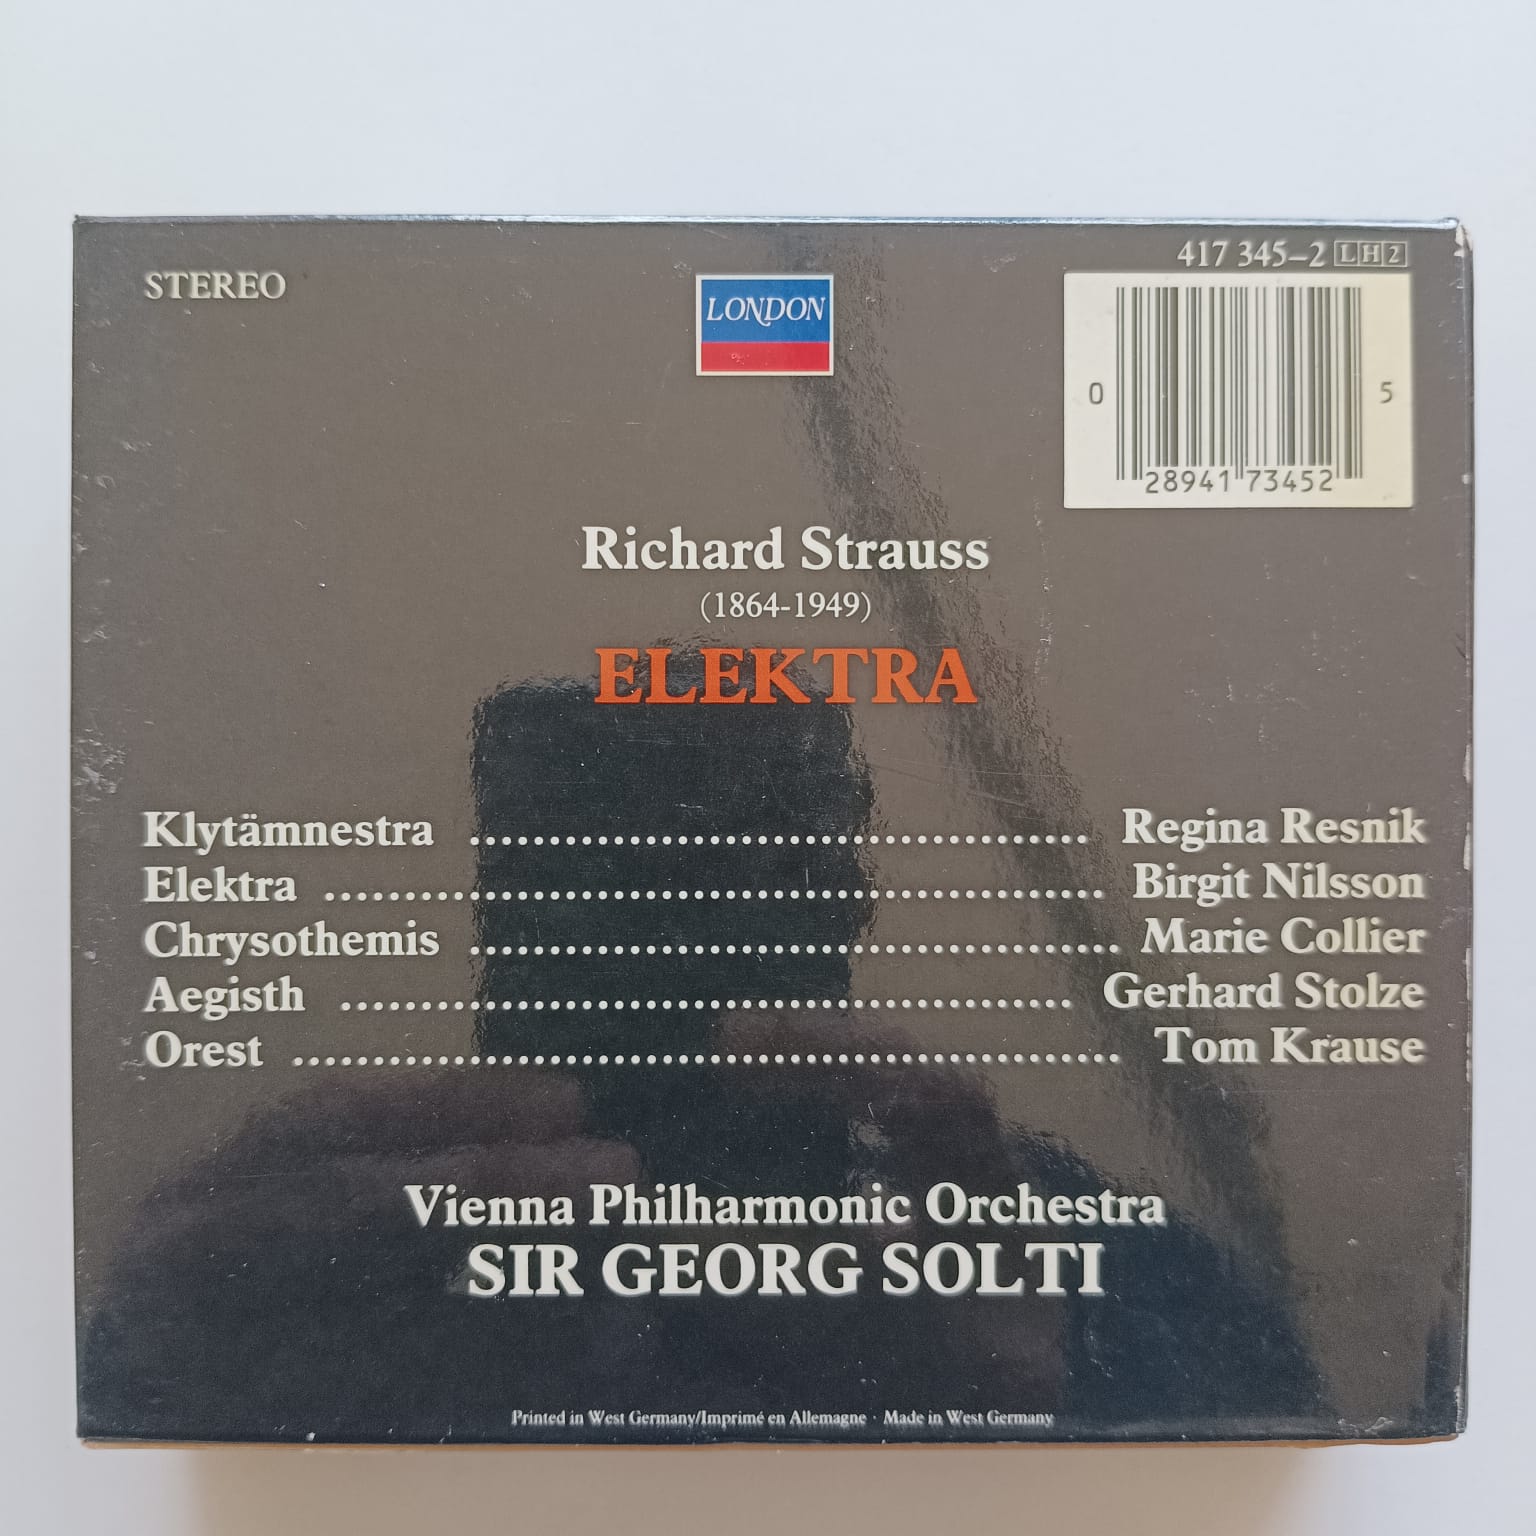 STEREO
LONDON
417 345-2 LH2
0 28941 73452 5
Richard Strauss
(1864-1949)
ELEKTRA
Klytämnestra ........................................ Regina Resnik
Elektra .................................................. Birgit Nilsson
Chrysothemis .......................................... Marie Collier
Aegisth ............................................... Gerhard Stolze
Orest ..................................................... Tom Krause
Vienna Philharmonic Orchestra
SIR GEORG SOLTI
Printed in West Germany/Imprimé en Allemagne · Made in West Germany